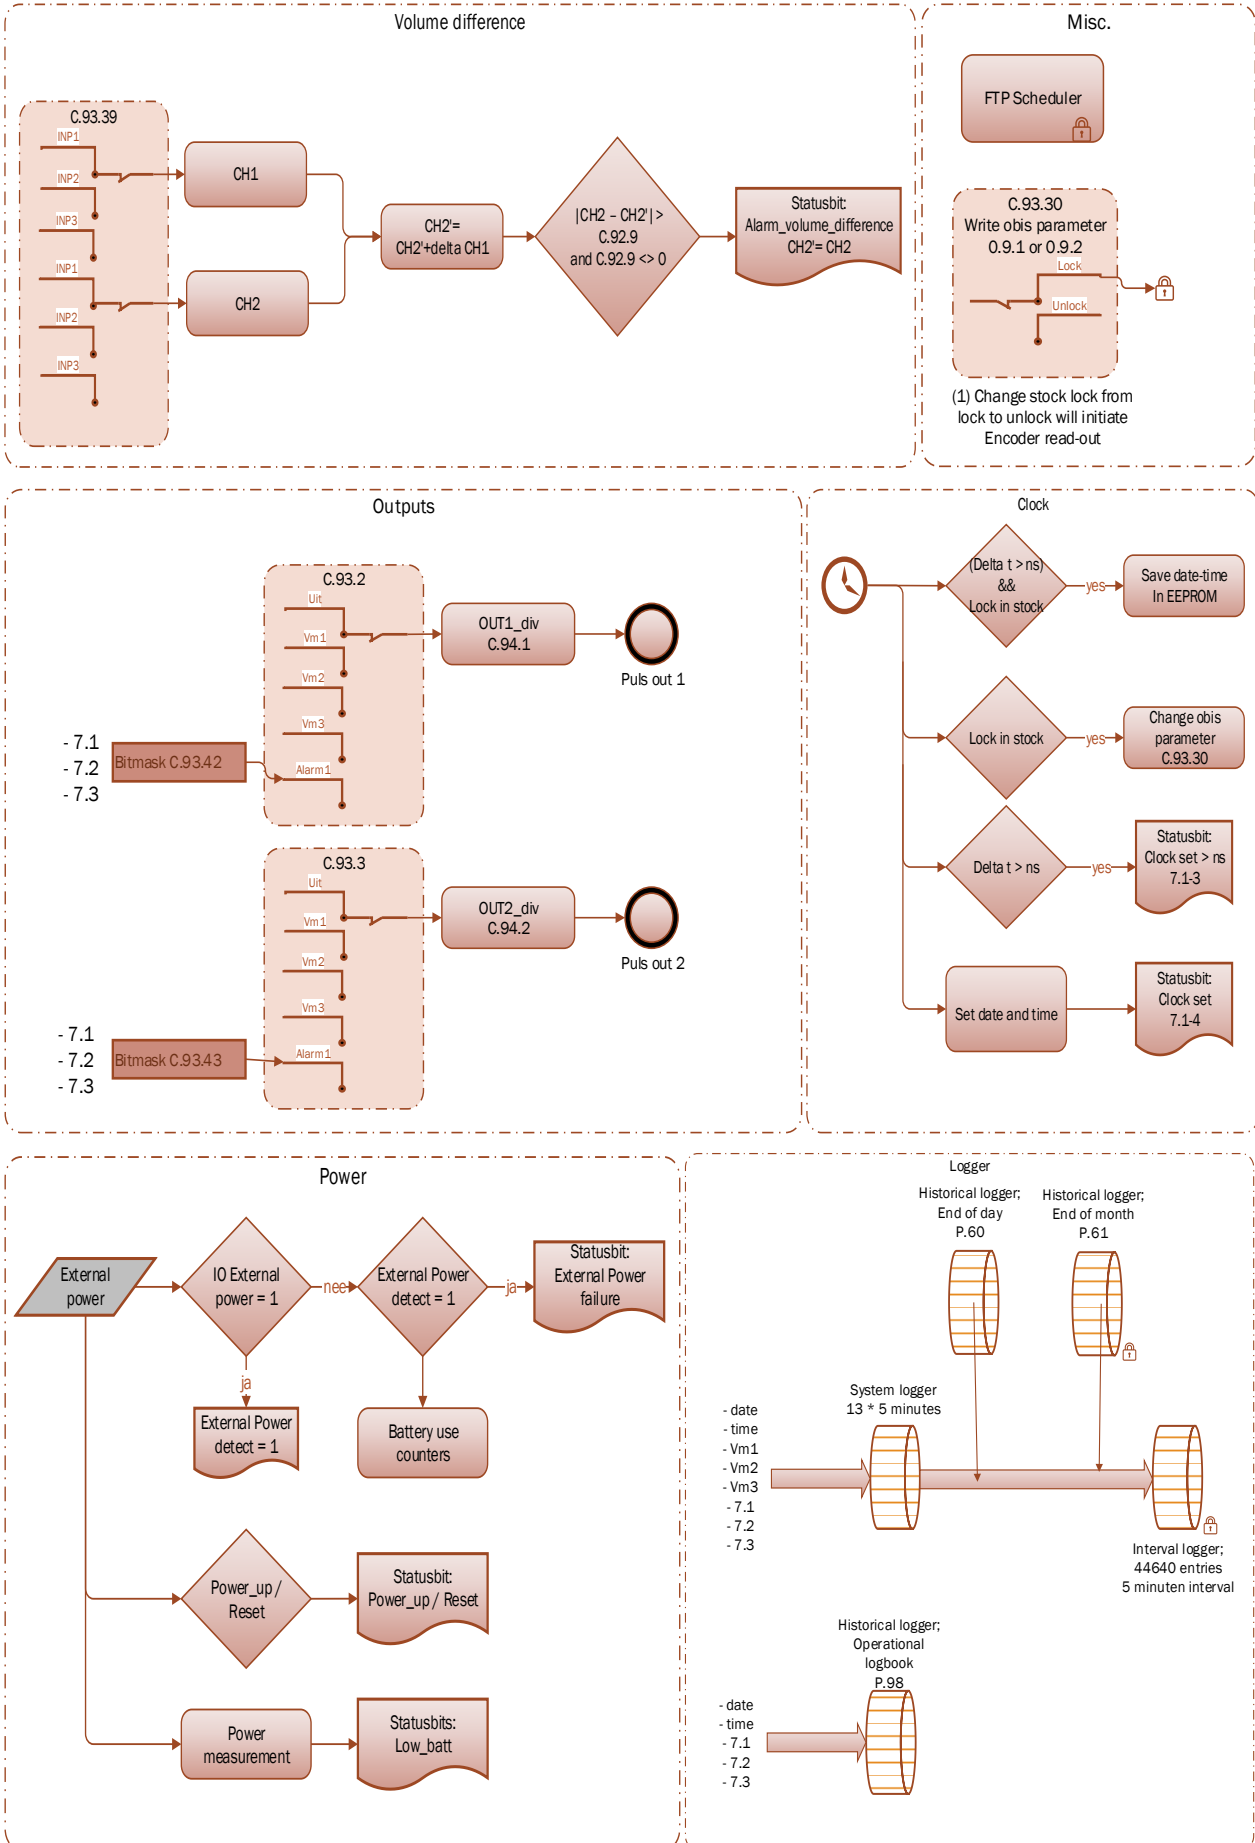 Volume difference
C.93.39
INP1
INP2
INP3
INP1
INP2
INP3
CH1
CH2
CH2'=
CH2'+delta CH1
|CH2 – CH2'| >
C.92.9
and C.92.9 <> 0
Statusbit:
Alarm_volume_difference
CH2'= CH2
Misc.
FTP Scheduler
C.93.30
Write obis parameter
0.9.1 or 0.9.2
Lock
Unlock
(1) Change stock lock from
lock to unlock will initiate
Encoder read-out
Outputs
C.93.2
Uit
Vm1
Vm2
Vm3
Alarm1
- 7.1
- 7.2
- 7.3
Bitmask C.93.42
OUT1_div
C.94.1
Puls out 1
C.93.3
Uit
Vm1
Vm2
Vm3
Alarm1
- 7.1
- 7.2
- 7.3
Bitmask C.93.43
OUT2_div
C.94.2
Puls out 2
Clock
(Delta t > ns)
&&
Lock in stock
yes
Save date-time
In EEPROM
Lock in stock
yes
Change obis
parameter
C.93.30
Delta t > ns
yes
Statusbit:
Clock set > ns
7.1-3
Set date and time
Statusbit:
Clock set
7.1-4
Power
External
power
IO External
power = 1
nee
External Power
detect = 1
ja
Statusbit:
External Power
failure
ja
External Power
detect = 1
Battery use
counters
Power_up /
Reset
Statusbit:
Power_up / Reset
Power
measurement
Statusbits:
Low_batt
Logger
Historical logger;
End of day
P.60
Historical logger;
End of month
P.61
System logger
13 * 5 minutes
- date
- time
- Vm1
- Vm2
- Vm3
- 7.1
- 7.2
- 7.3
Interval logger;
44640 entries
5 minuten interval
Historical logger;
Operational
logbook
P.98
- date
- time
- 7.1
- 7.2
- 7.3